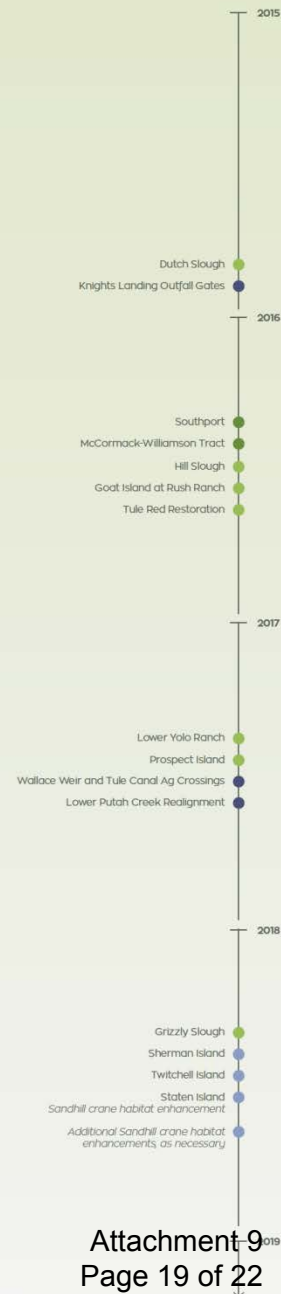 2015
Dutch Slough
Knights Landing Outfall Gates
2016
Southport
McCormack-Williamson Tract
Hill Slough
Goat Island at Rush Ranch
Tule Red Restoration
2017
Lower Yolo Ranch
Prospect Island
Wallace Weir and Tule Canal Ag Crossings
Lower Putah Creek Realignment
2018
Grizzly Slough
Sherman Island
Twitchell Island
Staten Island
Sandhill crane habitat enhancement
Additional Sandhill crane habitat
enhancements, as necessary
2019
Attachment 9
Page 19 of 22